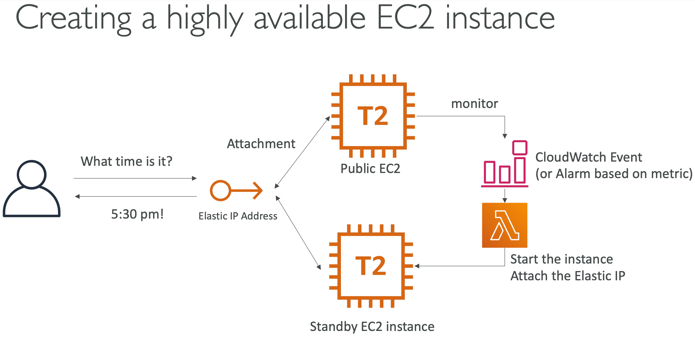 Creating a highly available EC2 instance
T2
monitor
Attachment
What time is it?
Public EC2
CloudWatch Event
(or Alarm based on metric)
5:30 pm!
Elastic IP Address
T2
Start the instance
Attach the Elastic IP
Standby EC2 instance